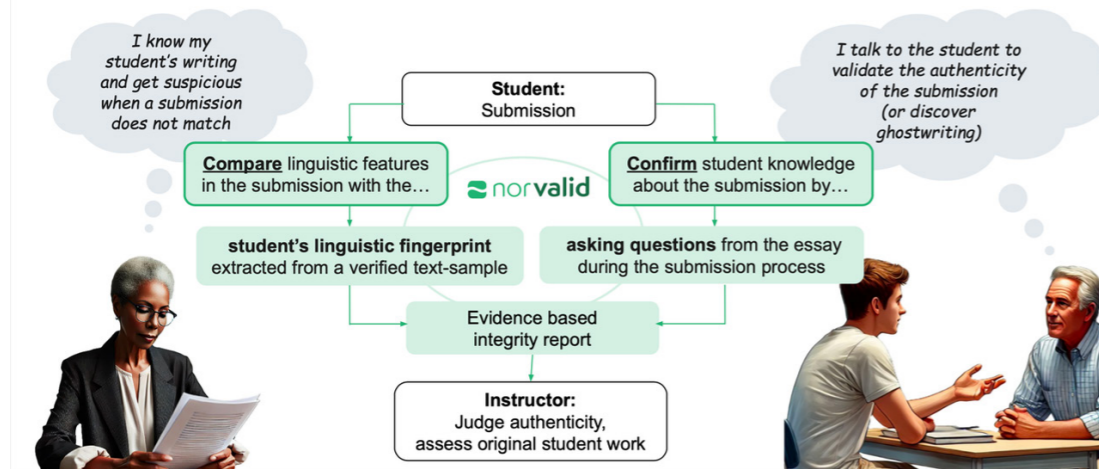 I know my
student's writing
and get suspicious
when a submission
does not match
I talk to the student to
validate the authenticity
of the submission
(or discover
ghostwriting)
Student:
Submission
Compare linguistic features
in the submission with the…
norvalid
Confirm student knowledge
about the submission by…
student's linguistic fingerprint
extracted from a verified text-sample
asking questions from the essay
during the submission process
Evidence based
integrity report
Instructor:
Judge authenticity,
assess original student work